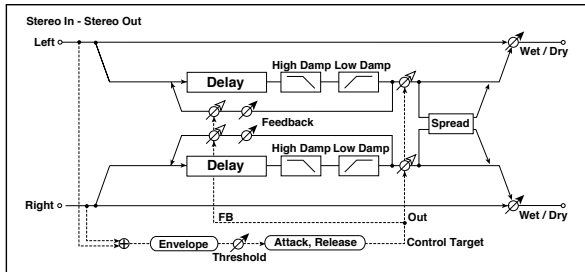 Stereo In - Stereo Out
Left
Wet / Dry
High Damp Low Damp
Delay
Feedback
Spread
High Damp Low Damp
Delay
Right
FB
Out
Wet / Dry
Envelope
Threshold
Attack, Release
Control Target